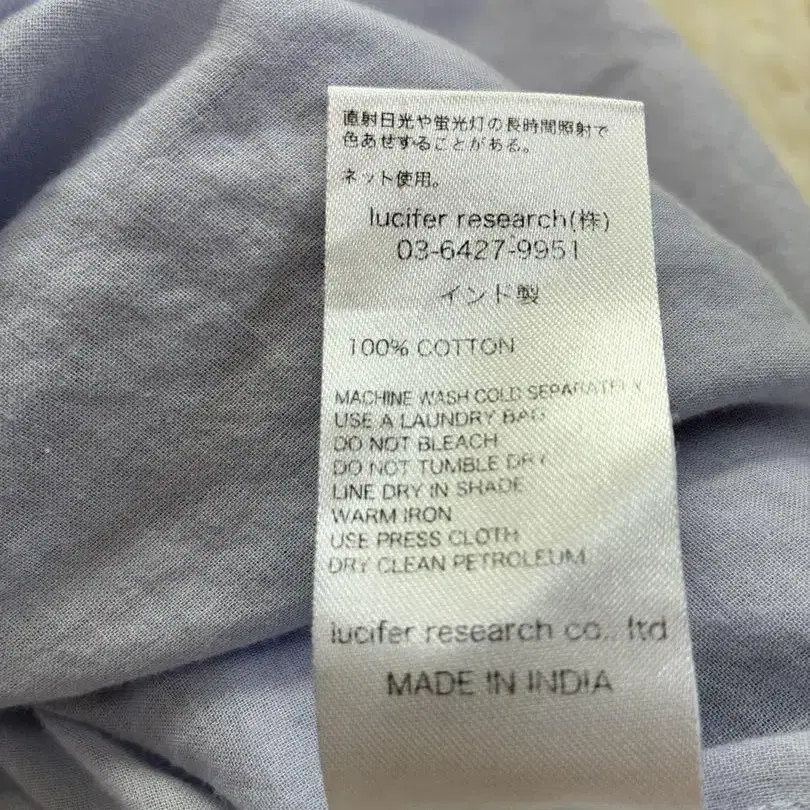 直射日光や蛍光灯の長時間照射で
色あせすることがある。
ネット使用。
lucifer research(株)
03-6427-9951
インド製
100% COTTON
MACHINE WASH COLD SEPARATELY
USE A LAUNDRY BAG
DO NOT BLEACH
DO NOT TUMBLE DRY
LINE DRY IN SHADE
WARM IRON
USE PRESS CLOTH
DRY CLEAN PETROLEUM
lucifer research co., ltd
MADE IN INDIA